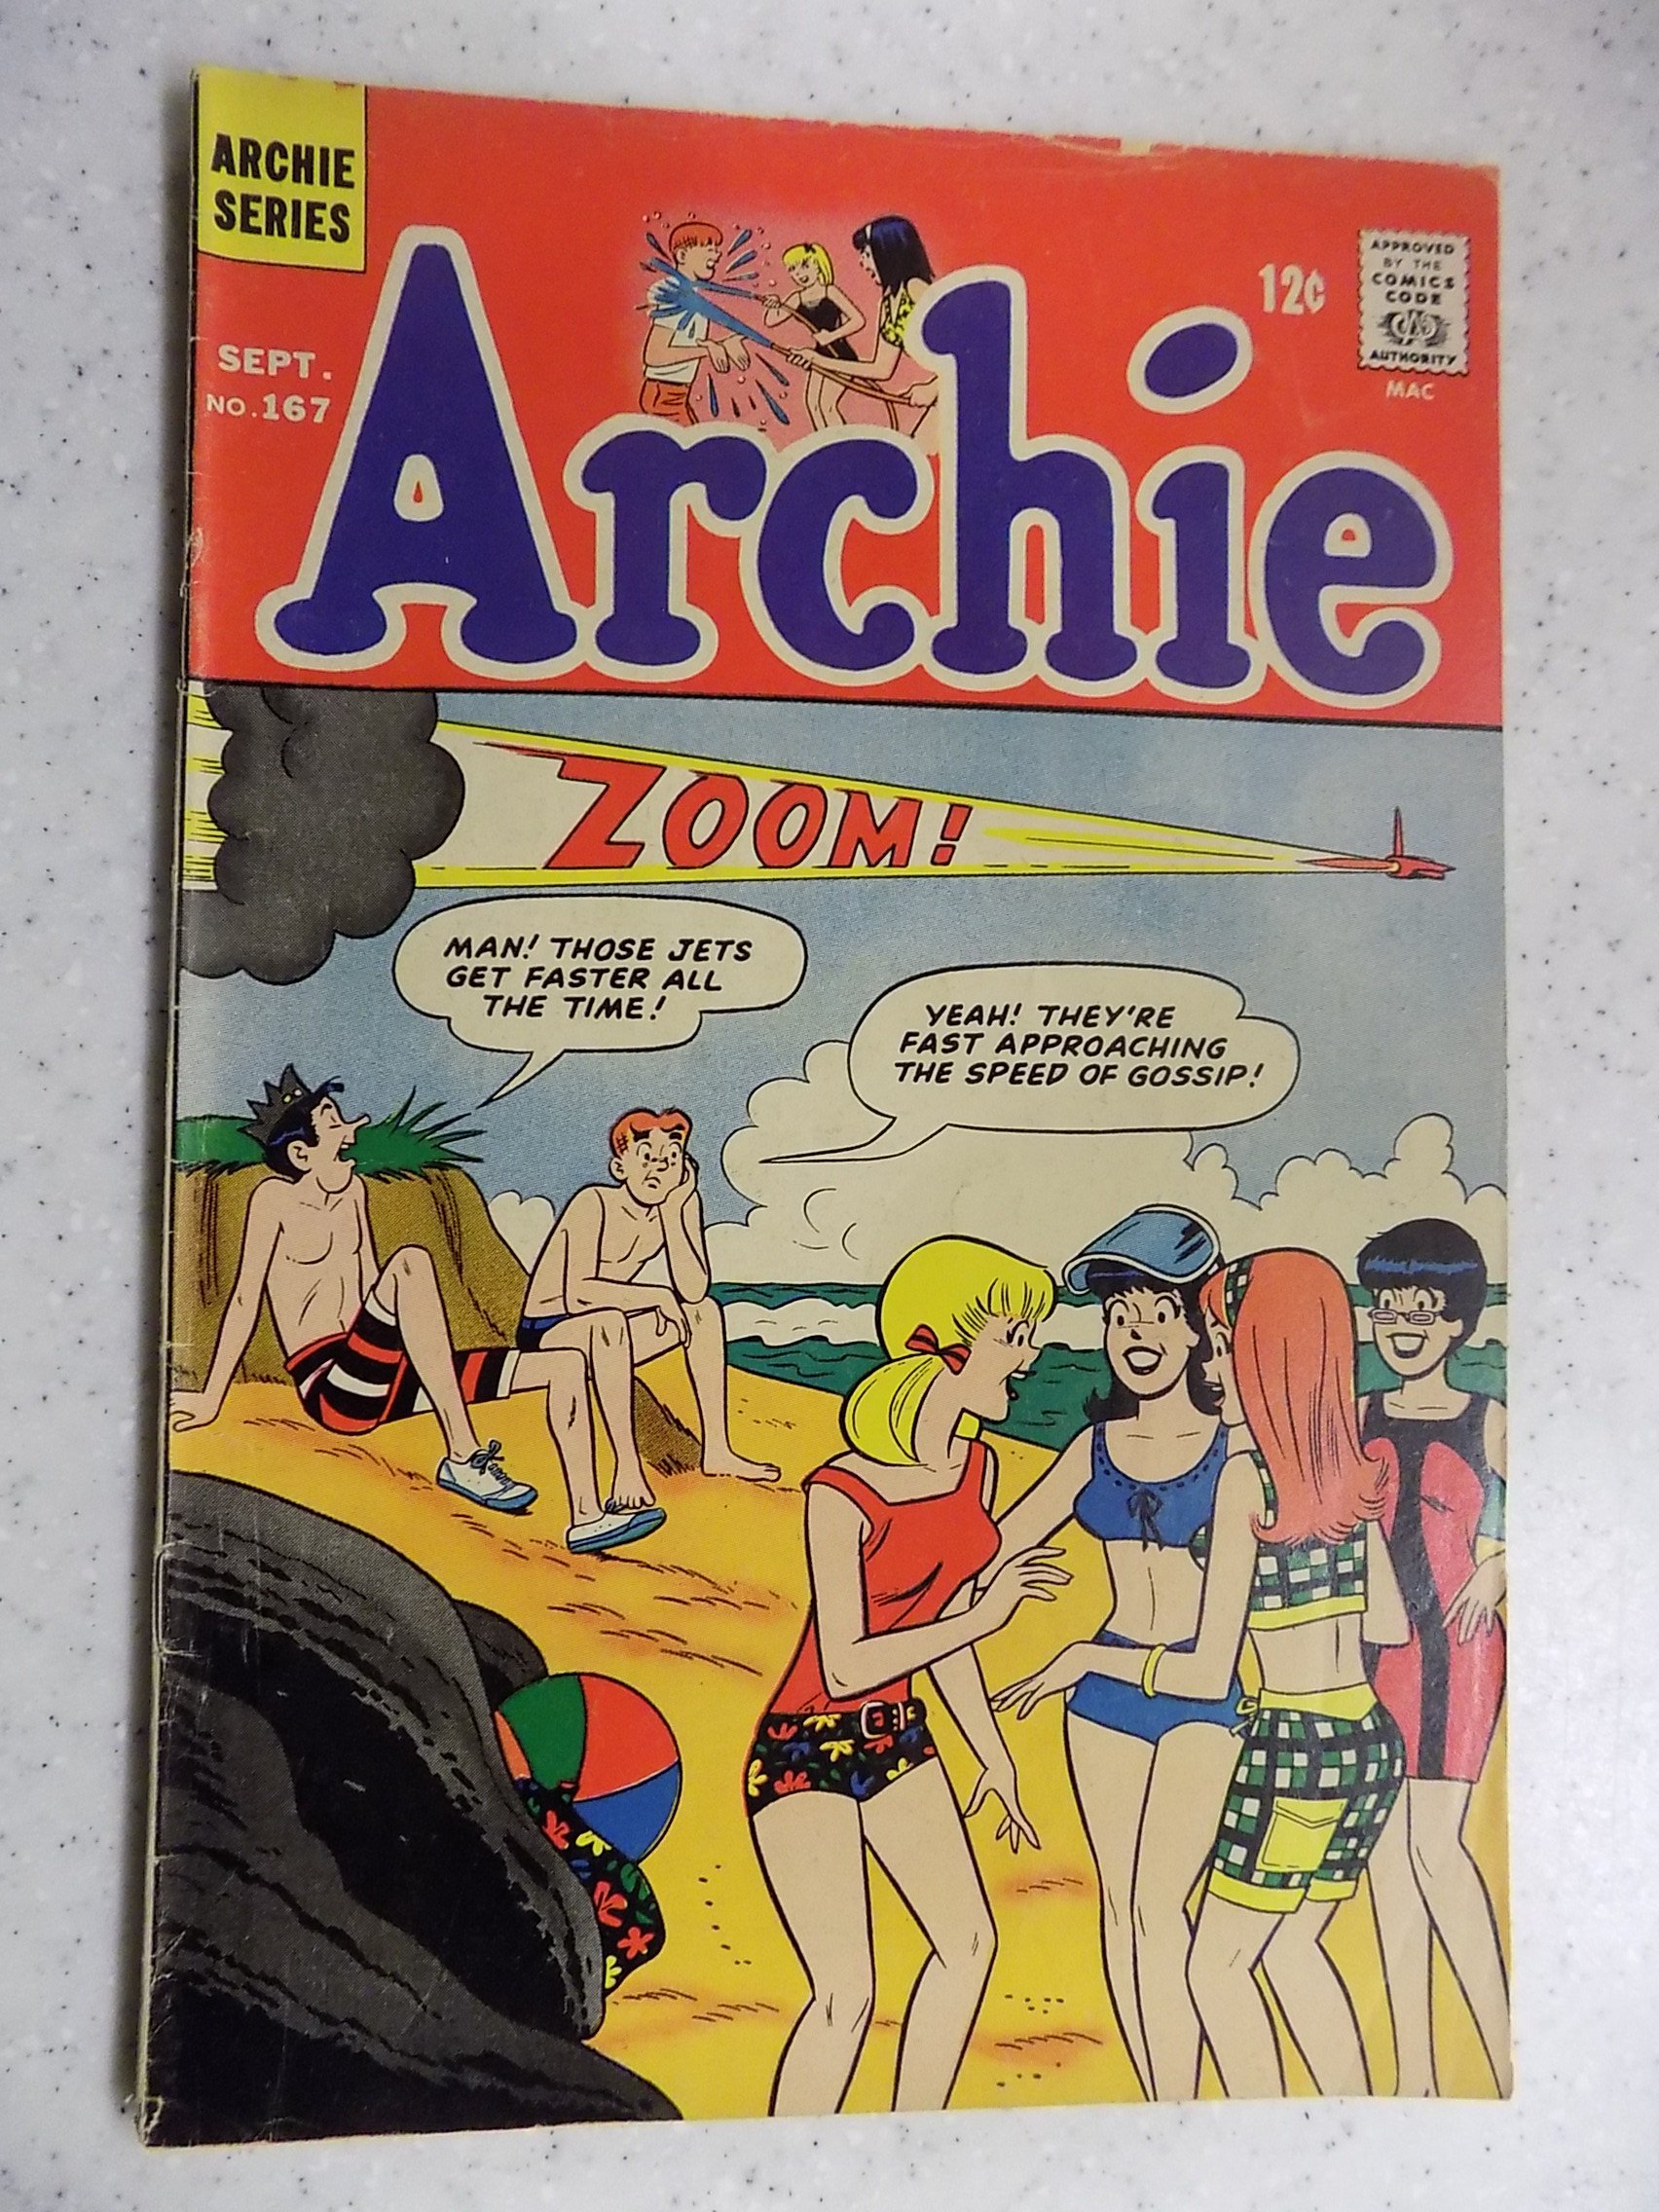 ARCHIE
SERIES
SEPT.
NO. 167
Archie
12¢
APPROVED
BY THE
COMICS
CODE
AUTHORITY
MAC
ZOOM!
MAN! THOSE JETS
GET FASTER ALL
THE TIME!
YEAH! THEY'RE
FAST APPROACHING
THE SPEED OF GOSSIP!